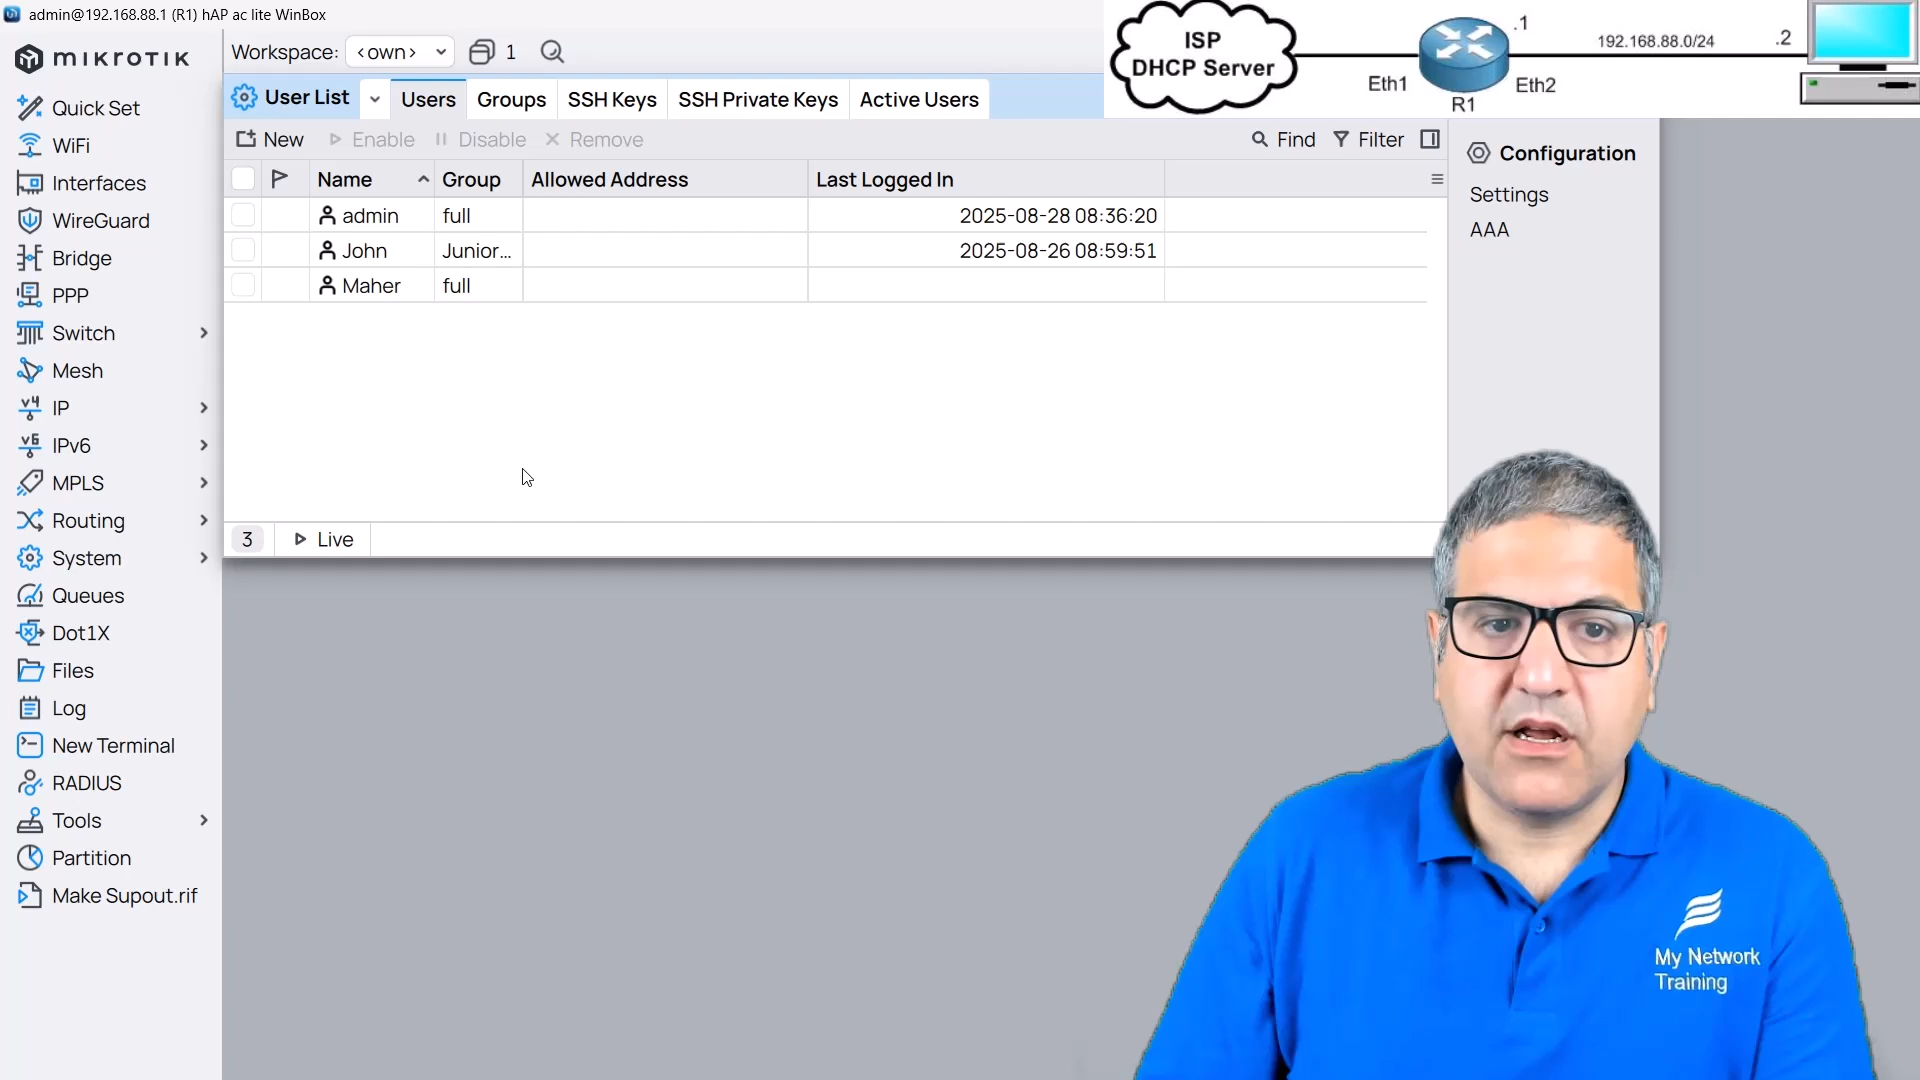 admin@192.168.88.1 (R1) hAP ac lite WinBox
mikrotik
Workspace: <own> 1
ISP
DHCP Server
Eth1
R1
.1
Eth2
192.168.88.0/24
.2
User List Users Groups SSH Keys SSH Private Keys Active Users
New Enable Disable Remove Find Filter
Name Group Allowed Address Last Logged In
admin full 2025-08-28 08:36:20
John Junior... 2025-08-26 08:59:51
Maher full
3 Live
Configuration
Settings
AAA
Quick Set
WiFi
Interfaces
WireGuard
Bridge
PPP
Switch
Mesh
IP
IPv6
MPLS
Routing
System
Queues
Dot1X
Files
Log
New Terminal
RADIUS
Tools
Partition
Make Supout.rif
My Network
Training